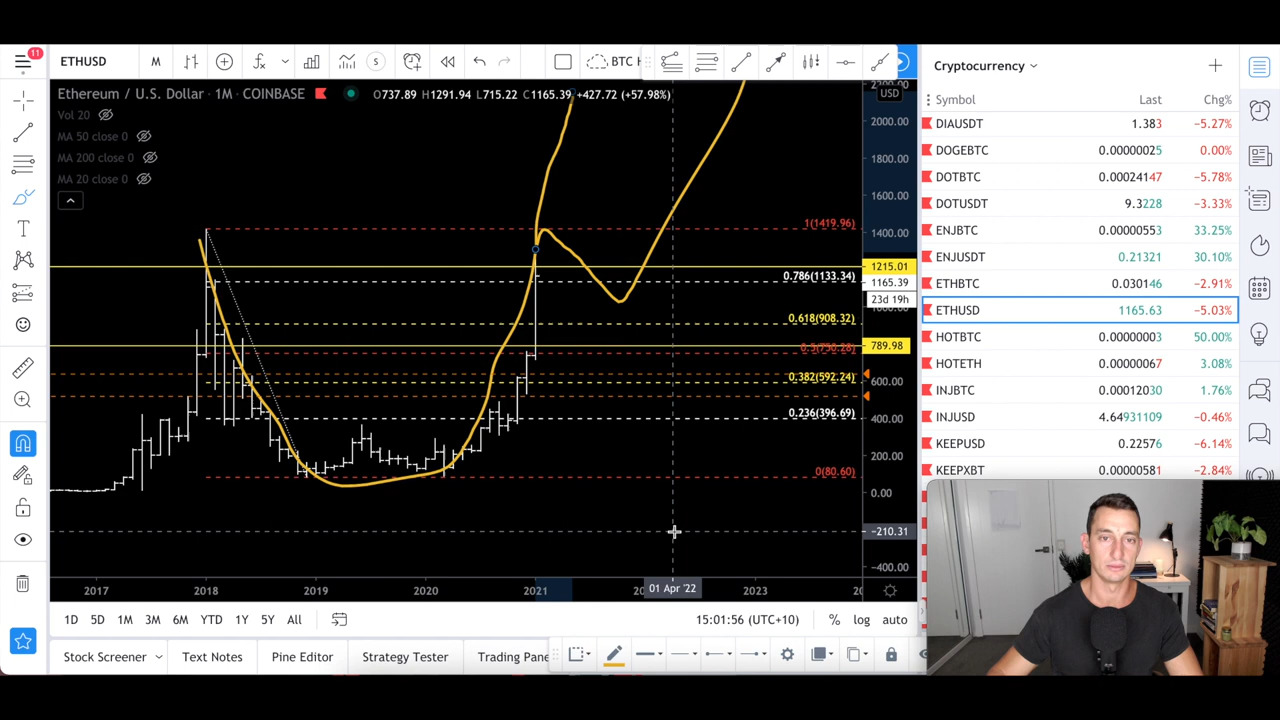 11
ETHUSD
M
S
BTC
Ethereum / U.S. Dollar · 1M · COINBASE O737.89 H1291.94 L715.22 C1165.39 +427.72 (+57.98%)
Vol 20
MA 50 close 0
MA 200 close 0
MA 20 close 0
USD
2000.00
1800.00
1600.00
1400.00
1(1419.96)
1215.01
0.786(1133.34)
1165.39
23d 19h
0.618(908.32)
789.98
0.382(592.24)
600.00
0.236(396.69)
400.00
200.00
0(80.60)
0.00
−210.31
−400.00
2017
2018
2019
2020
2021
01 Apr '22
2023
1D 5D 1M 3M 6M YTD 1Y 5Y All
15:01:56 (UTC+10) % log auto
Stock Screener Text Notes Pine Editor Strategy Tester Trading Pane
Cryptocurrency
Symbol Last Chg%
DIAUSDT 1.383 −5.27%
DOGEBTC 0.00000025 0.00%
DOTBTC 0.00024147 −5.78%
DOTUSDT 9.3228 −3.33%
ENJBTC 0.00000553 33.25%
ENJUSDT 0.21321 30.10%
ETHBTC 0.030146 −2.91%
ETHUSD 1165.63 −5.03%
HOTBTC 0.00000003 50.00%
HOTETH 0.00000067 3.08%
INJBTC 0.00012030 1.76%
INJUSD 4.64931109 −0.46%
KEEPUSD 0.22576 −6.14%
KEEPXBT 0.00000581 −2.84%